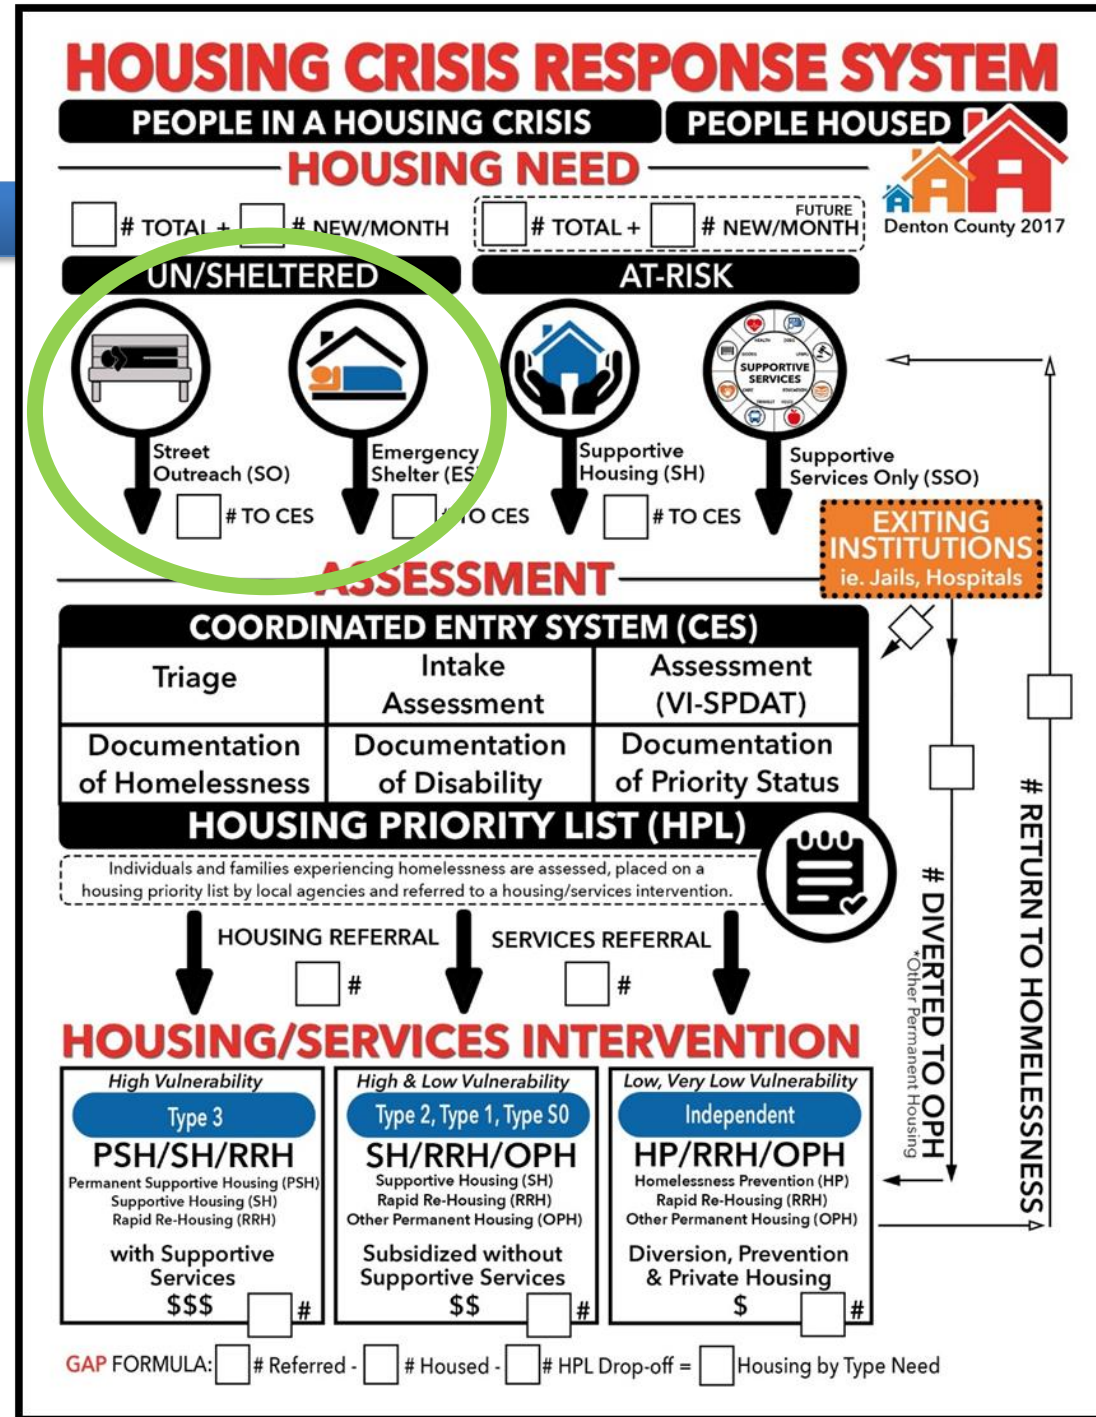 HOUSING CRISIS RESPONSE SYSTEM
PEOPLE IN A HOUSING CRISIS
PEOPLE HOUSED
HOUSING NEED
# TOTAL + # NEW/MONTH
# TOTAL + # NEW/MONTH
FUTURE
Denton County 2017
UN/SHELTERED
AT-RISK
HEALTH
LEGAL
EDUCATION
FOOD
TRANSIT
SUPPORTIVE
SERVICES
Street
Outreach (SO)
# TO CES
Emergency
Shelter (ES)
# TO CES
Supportive
Housing (SH)
# TO CES
Supportive
Services Only (SSO)
EXITING
INSTITUTIONS
ie. Jails, Hospitals
ASSESSMENT
COORDINATED ENTRY SYSTEM (CES)
Triage
Intake
Assessment
Assessment
(VI-SPDAT)
Documentation
of Homelessness
Documentation
of Disability
Documentation
of Priority Status
HOUSING PRIORITY LIST (HPL)
Individuals and families experiencing homelessness are assessed, placed on a
housing priority list by local agencies and referred to a housing/services intervention.
HOUSING REFERRAL
#
SERVICES REFERRAL
#
# DIVERTED TO OPH
*Other Permanent Housing
# RETURN TO HOMELESSNESS
HOUSING/SERVICES INTERVENTION
High Vulnerability
Type 3
PSH/SH/RRH
Permanent Supportive Housing (PSH)
Supportive Housing (SH)
Rapid Re-Housing (RRH)
with Supportive
Services
$$$
#
High & Low Vulnerability
Type 2, Type 1, Type S0
SH/RRH/OPH
Supportive Housing (SH)
Rapid Re-Housing (RRH)
Other Permanent Housing (OPH)
Subsidized without
Supportive Services
$$
#
Low, Very Low Vulnerability
Independent
HP/RRH/OPH
Homelessness Prevention (HP)
Rapid Re-Housing (RRH)
Other Permanent Housing (OPH)
Diversion, Prevention
& Private Housing
$
#
GAP FORMULA: # Referred - # Housed - # HPL Drop-off = Housing by Type Need